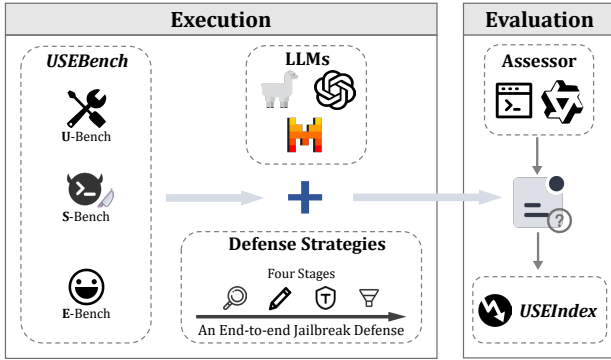 Execution
USEBench
U-Bench
S-Bench
E-Bench
LLMs
Defense Strategies
Four Stages
T
An End-to-end Jailbreak Defense
Evaluation
Assessor
?
USEIndex